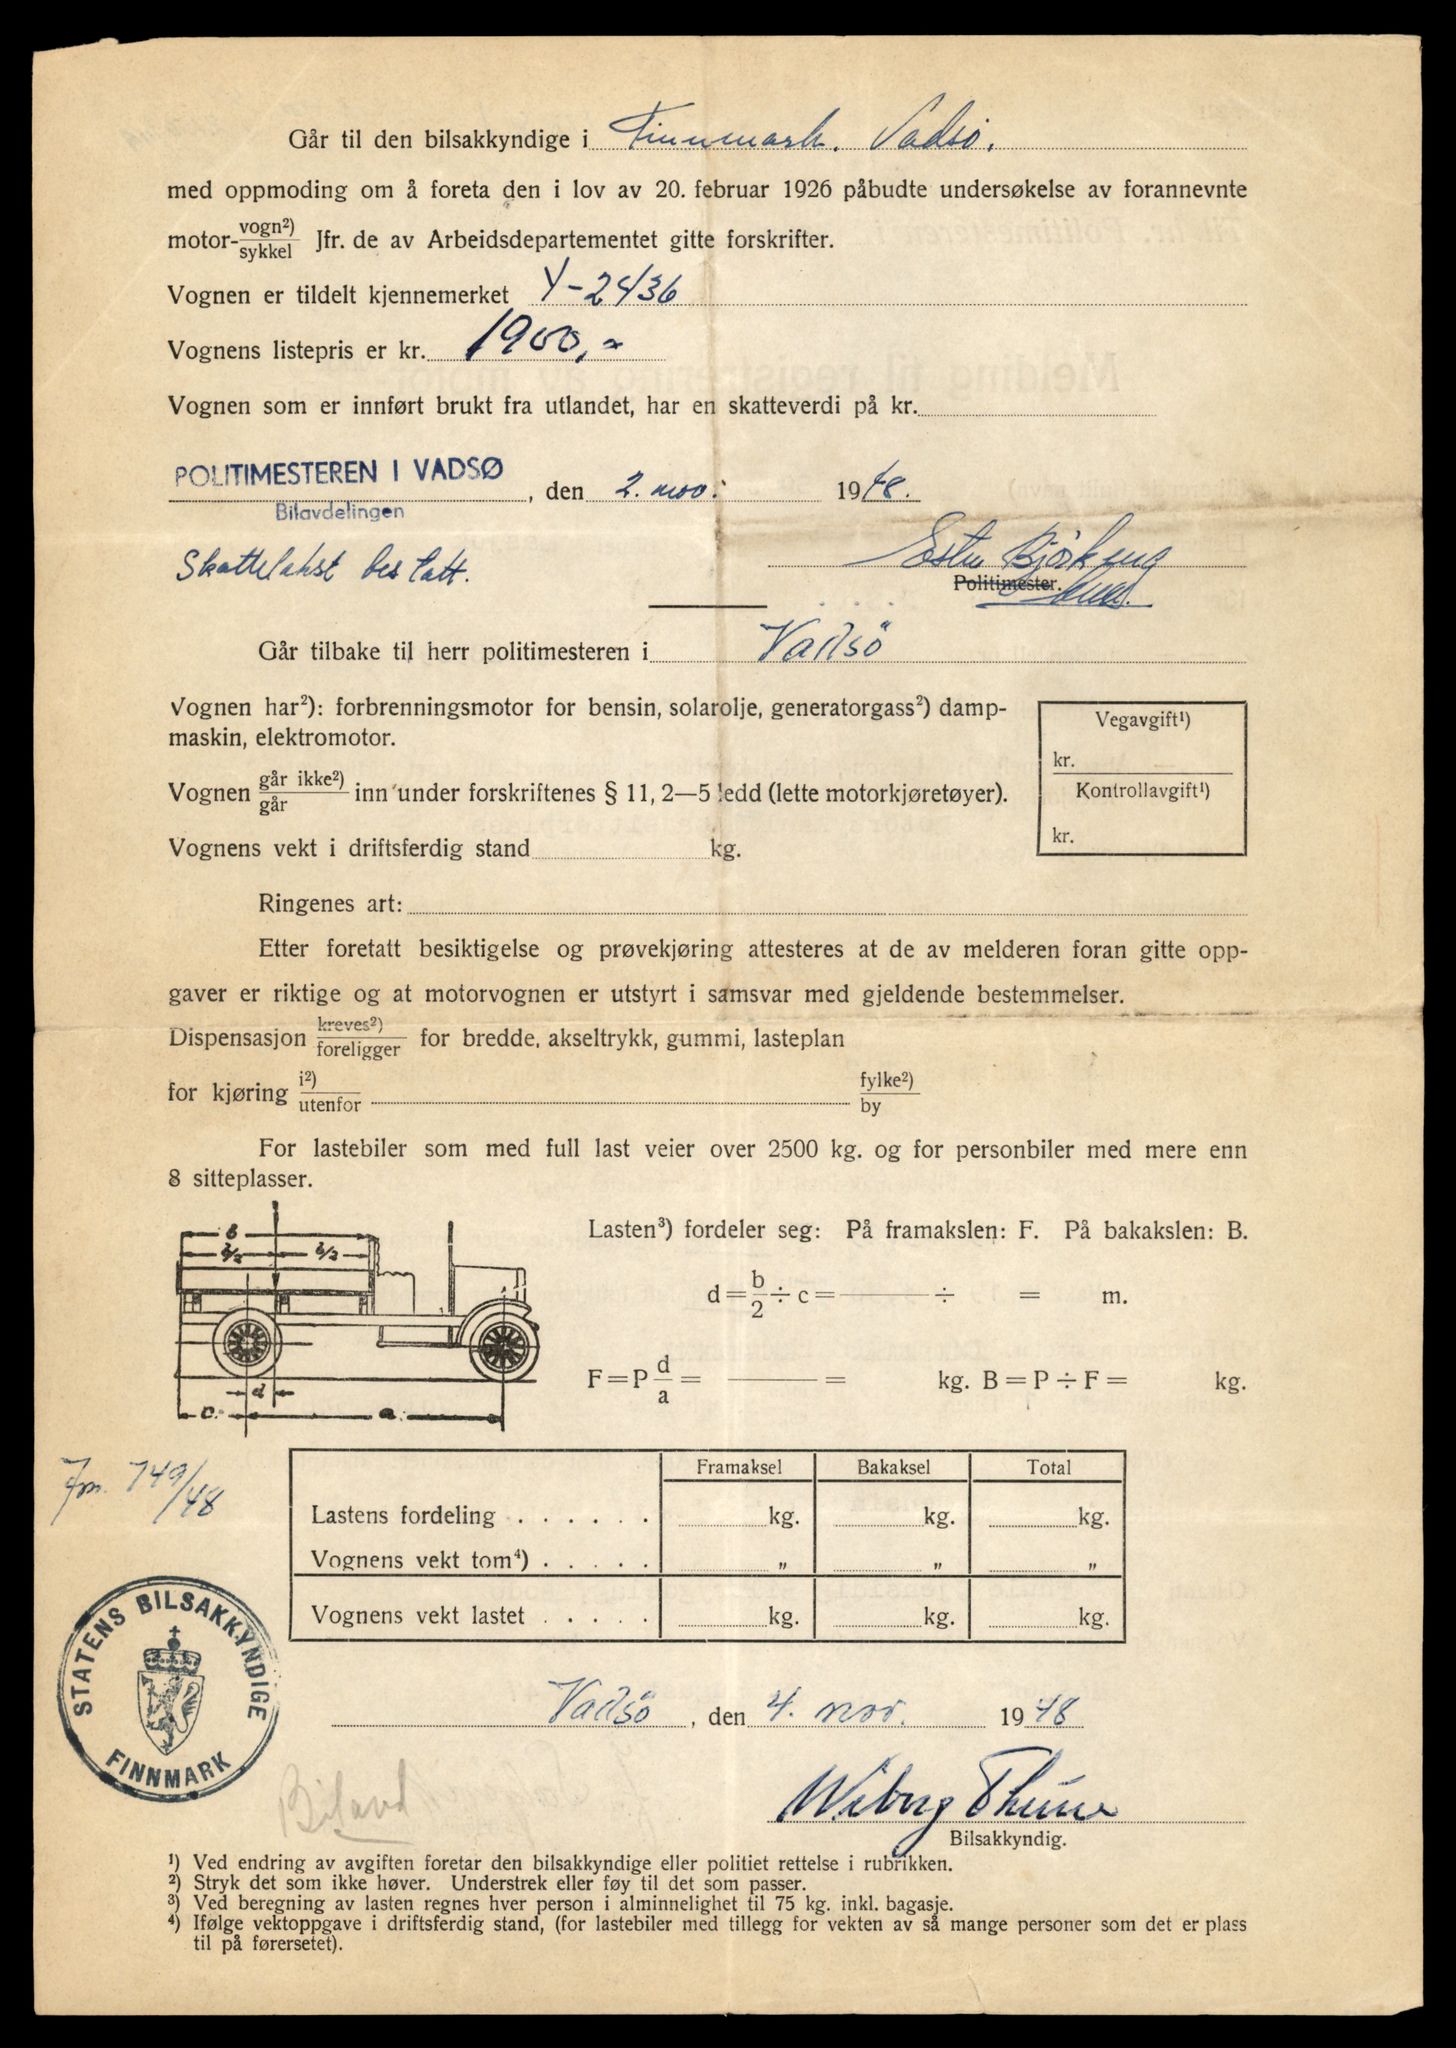 Går til den bilsakkyndige i Finnmark. Vadsö.
med oppmoding om å foreta den i lov av 20. februar 1926 påbudte undersøkelse av forannevnte
motor-vogn²)/sykkel Jfr. de av Arbeidsdepartementet gitte forskrifter.
Vognen er tildelt kjennemerket Y-2436
Vognens listepris er kr. 1900,-
Vognen som er innført brukt fra utlandet, har en skatteverdi på kr.
POLITIMESTEREN I VADSØ, den 2. nov. 1948.
Bilavdelingen
Politimester.
Går tilbake til herr politimesteren i Vadsö
Vognen har²): forbrenningsmotor for bensin, solarolje, generatorgass²) damp-
maskin, elektromotor.
Vegavgift¹)
kr.
Kontrollavgift¹)
kr.
Vognen går ikke²)/går inn under forskriftenes § 11, 2—5 ledd (lette motorkjøretøyer).
Vognens vekt i driftsferdig stand kg.
Ringenes art:
Etter foretatt besiktigelse og prøvekjøring attesteres at de av melderen foran gitte opp-
gaver er riktige og at motorvognen er utstyrt i samsvar med gjeldende bestemmelser.
Dispensasjon kreves²)/foreligger for bredde, akseltrykk, gummi, lasteplan
for kjøring i²)/utenfor fylke²)/by
For lastebiler som med full last veier over 2500 kg. og for personbiler med mere enn
8 sitteplasser.
Lasten³) fordeler seg: På framakslen: F. På bakakslen: B.
d = b/2 ÷ c = ——— ÷ = m.
F = P d/a = ——— = kg. B = P ÷ F = kg.
b
d
c. a.
Fm. 749/48
Framaksel Bakaksel Total
Lastens fordeling . . . . . . kg. kg. kg.
Vognens vekt tom⁴) . . . . . „ „ „
Vognens vekt lastet . . . . . kg. kg. kg.
STATENS BILSAKKYNDIGE
FINNMARK
Vadsö, den 4. nov. 1948
Wiborg Thune
Bilsakkyndig.
¹) Ved endring av avgiften foretar den bilsakkyndige eller politiet rettelse i rubrikken.
²) Stryk det som ikke høver. Understrek eller føy til det som passer.
³) Ved beregning av lasten regnes hver person i alminnelighet til 75 kg. inkl. bagasje.
⁴) Ifølge vektoppgave i driftsferdig stand, (for lastebiler med tillegg for vekten av så mange personer som det er plass
til på førersetet).